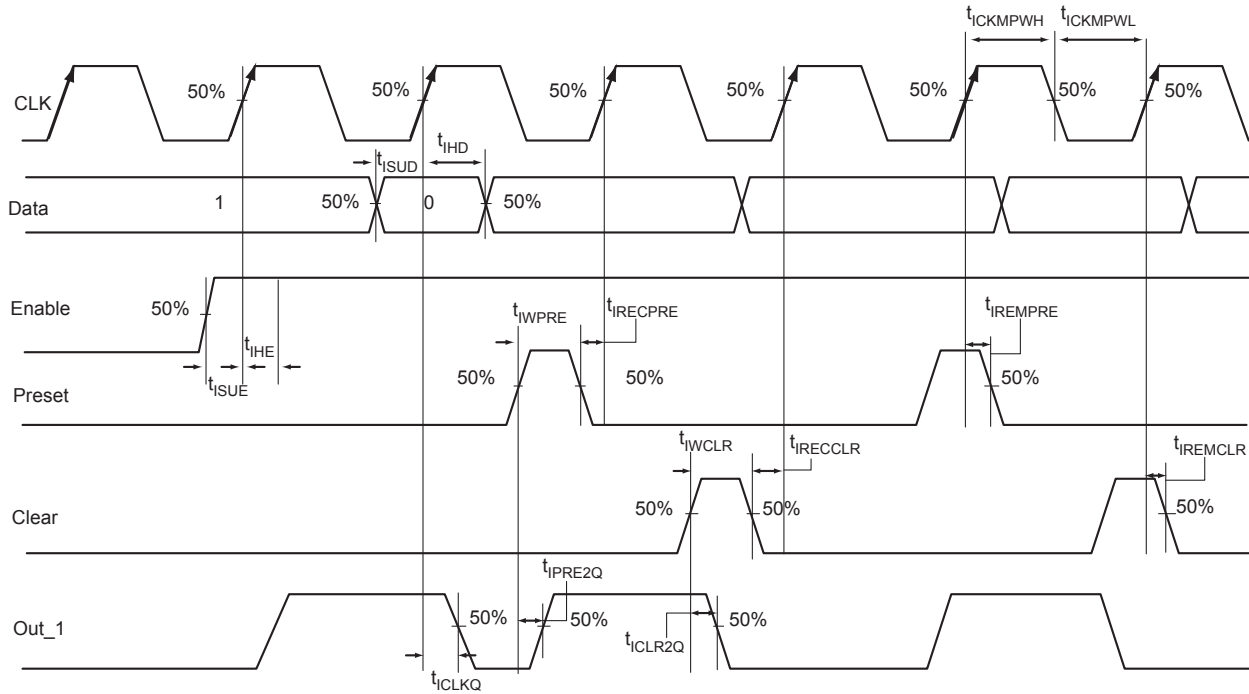 tICKMPWH tICKMPWL
CLK 50% 50% 50% 50% 50% 50% 50%
tISUD tIHD
Data 1 50% 0 50%
Enable 50% tIWPRE tIRECPRE tIREMPRE
tIHE
tISUE
Preset 50% 50% 50%
tIWCLR tIRECCLR tIREMCLR
Clear 50% 50% 50%
tIPRE2Q
Out_1 50% 50% 50%
tICLR2Q
tICLKQ